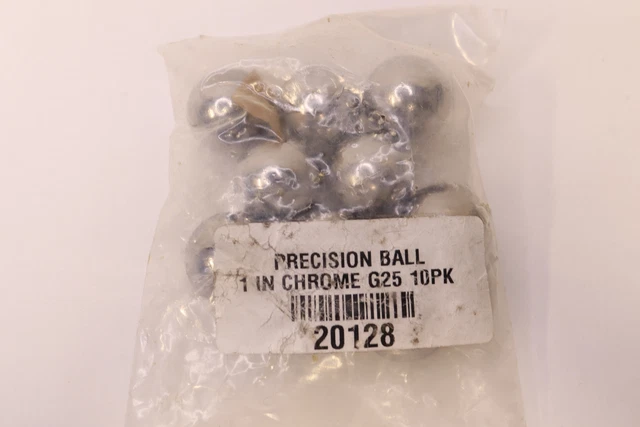 PRECISION BALL
1 IN CHROME G25 10PK
20128